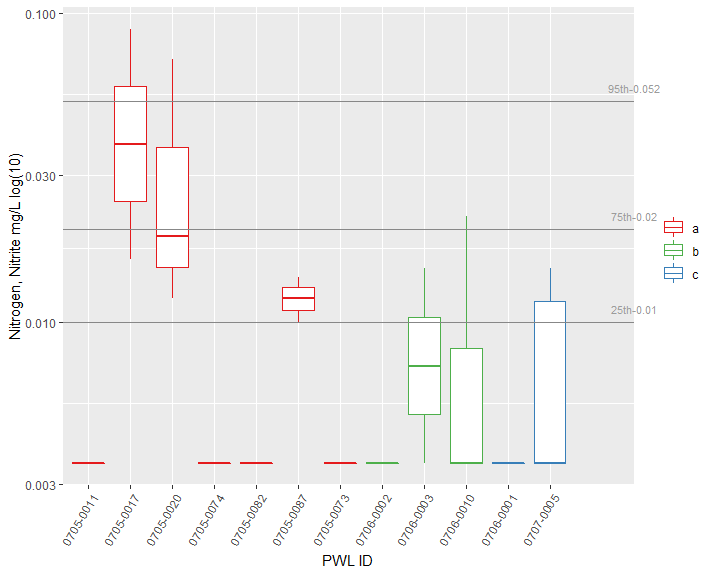 Nitrogen, Nitrite mg/L log(10)
0.100
0.030
0.010
0.003
95th-0.052
75th-0.02
25th-0.01
a
b
c
0705-0011
0705-0017
0705-0020
0705-0074
0705-0082
0705-0087
0705-0073
0706-0002
0706-0003
0706-0010
0706-0001
0707-0005
PWL ID